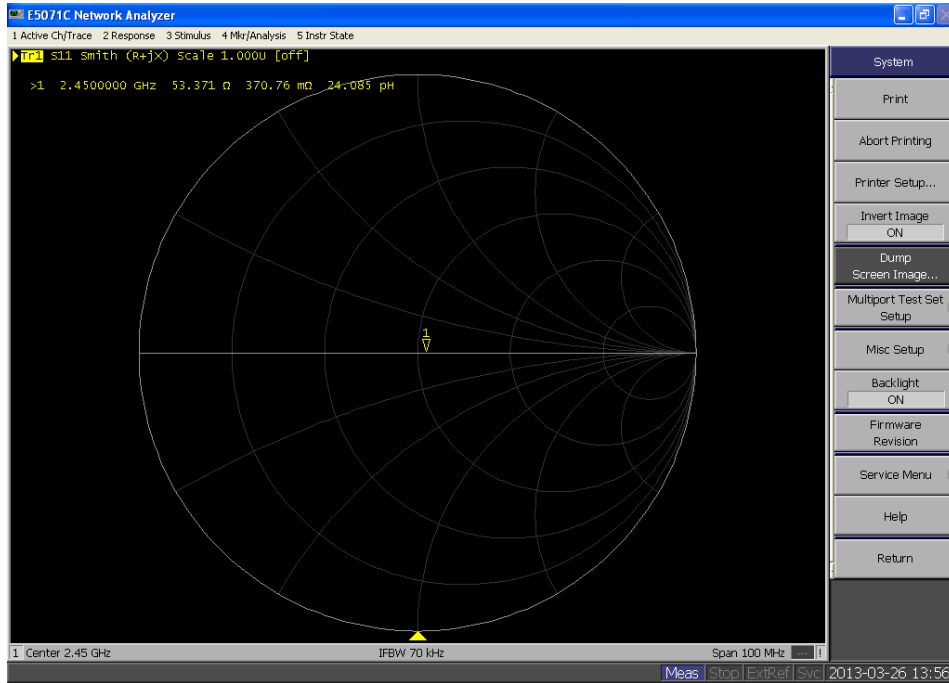 E5071C Network Analyzer
1 Active Ch/Trace 2 Response 3 Stimulus 4 Mkr/Analysis 5 Instr State
Tr1 S11 Smith (R+jX) Scale 1.000U [off]
>1 2.4500000 GHz 53.371 Ω 370.76 mΩ 24.085 pH
1
1 Center 2.45 GHz IFBW 70 kHz Span 100 MHz --- !
System
Print
Abort Printing
Printer Setup...
Invert Image
ON
Dump
Screen Image...
Multiport Test Set
Setup
Misc Setup
Backlight
ON
Firmware
Revision
Service Menu
Help
Return
Meas Stop ExtRef Svc 2013-03-26 13:56